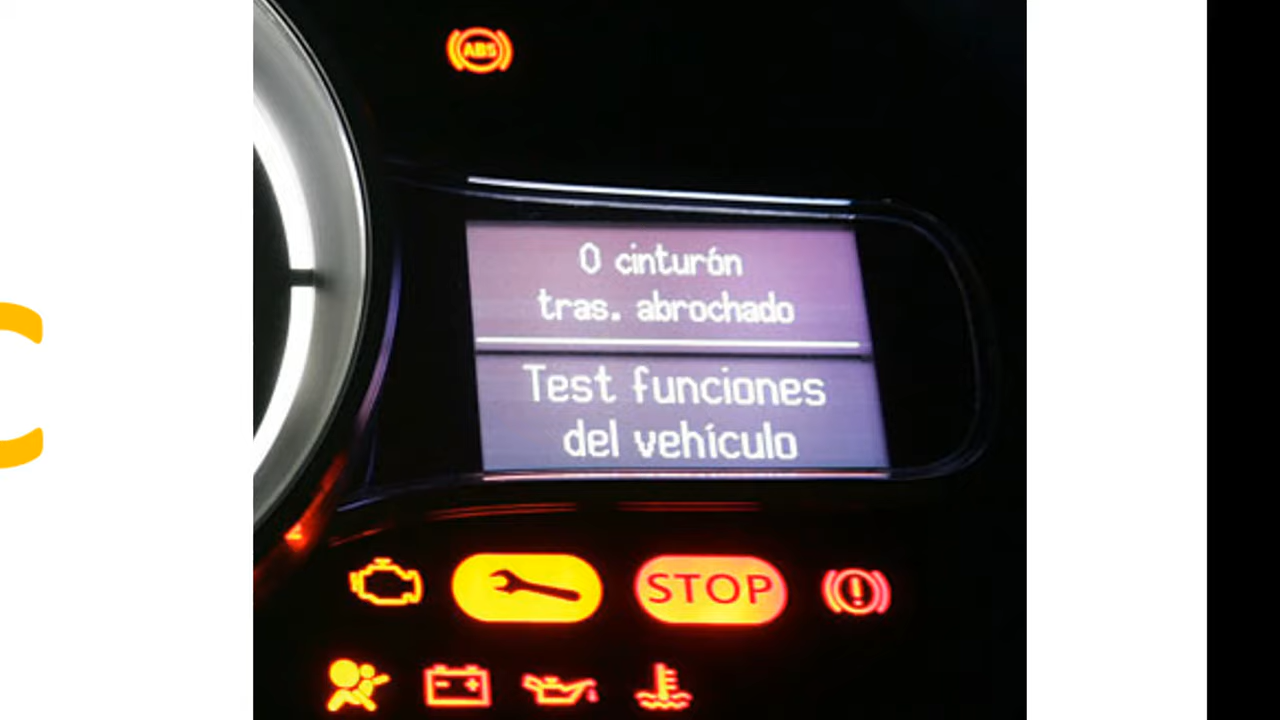 ABS
0 cinturón
tras. abrochado
Test funciones
del vehículo
STOP